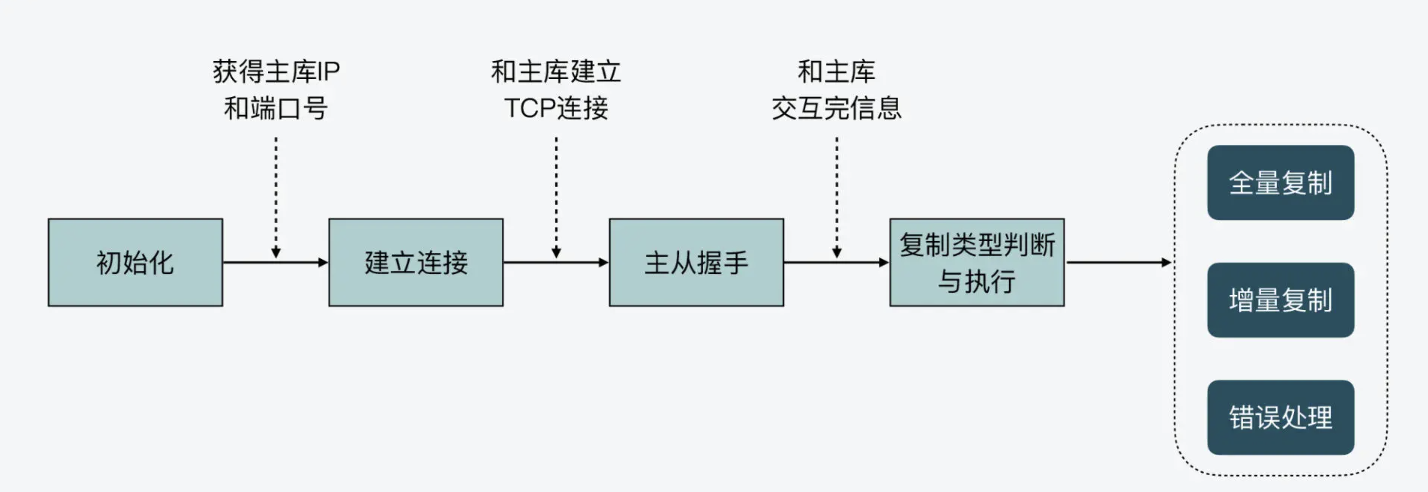 获得主库IP
和端口号
和主库建立
TCP连接
和主库
交互完信息
初始化
建立连接
主从握手
复制类型判断
与执行
全量复制
增量复制
错误处理